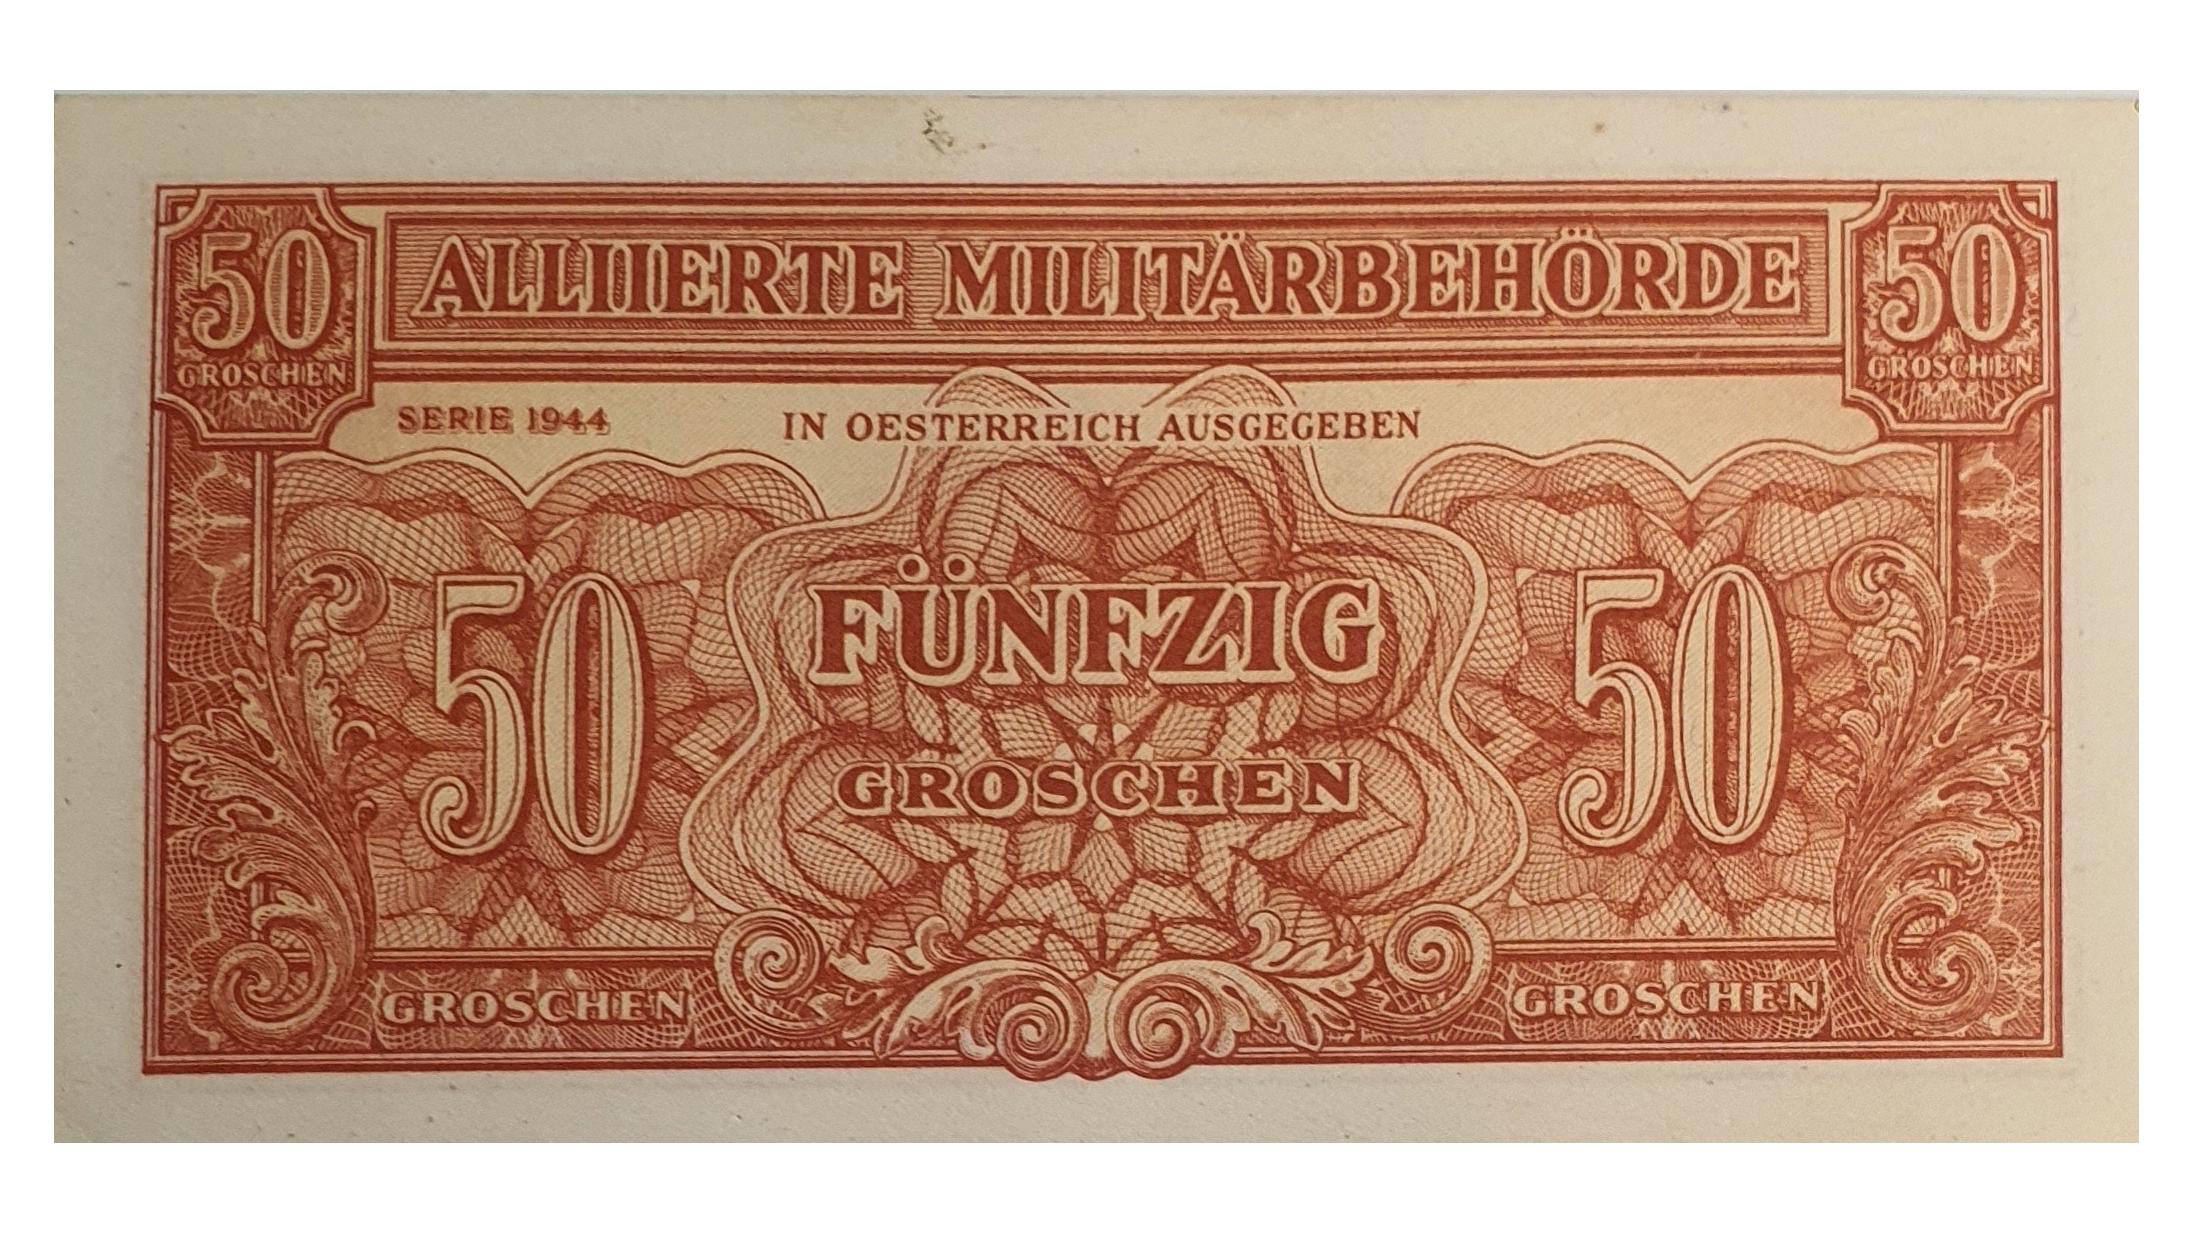 50 ALLIIERTE MILITÄRBEHÖRDE 50
GROSCHEN GROSCHEN
SERIE 1944 IN OESTERREICH AUSGEGEBEN
50 FÜNFZIG 50
GROSCHEN
GROSCHEN GROSCHEN